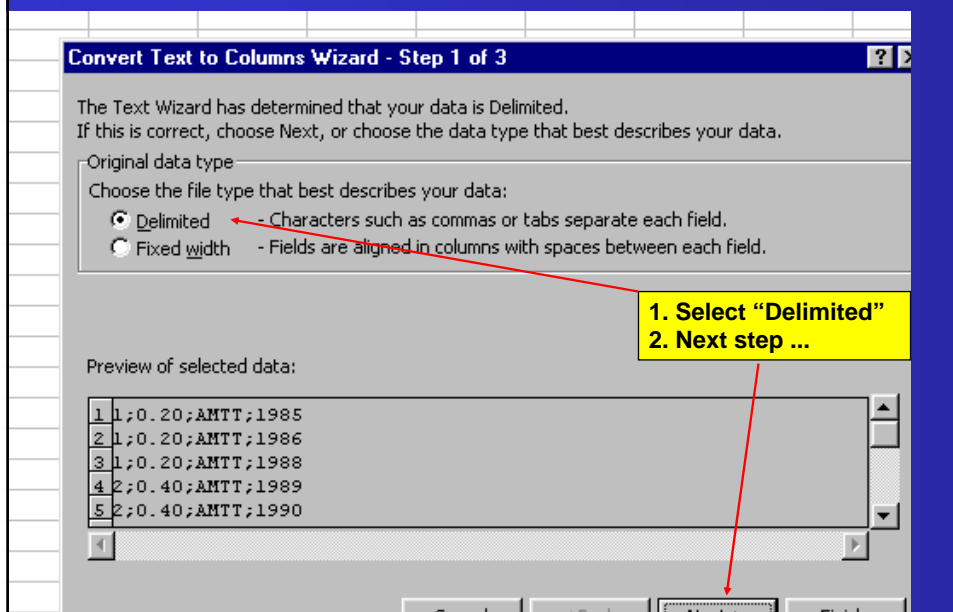 Convert Text to Columns Wizard - Step 1 of 3
The Text Wizard has determined that your data is Delimited.
If this is correct, choose Next, or choose the data type that best describes your data.
Original data type
Choose the file type that best describes your data:
Delimited - Characters such as commas or tabs separate each field.
Fixed width - Fields are aligned in columns with spaces between each field.
1. Select “Delimited”
2. Next step ...
Preview of selected data:
1 1;0.20;AMTT;1985
2 1;0.20;AMTT;1986
3 1;0.20;AMTT;1988
4 2;0.40;AMTT;1989
5 2;0.40;AMTT;1990